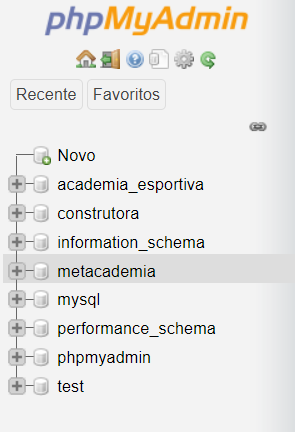 phpMyAdmin
Recente Favoritos
Novo
academia_esportiva
construtora
information_schema
metacademia
mysql
performance_schema
phpmyadmin
test